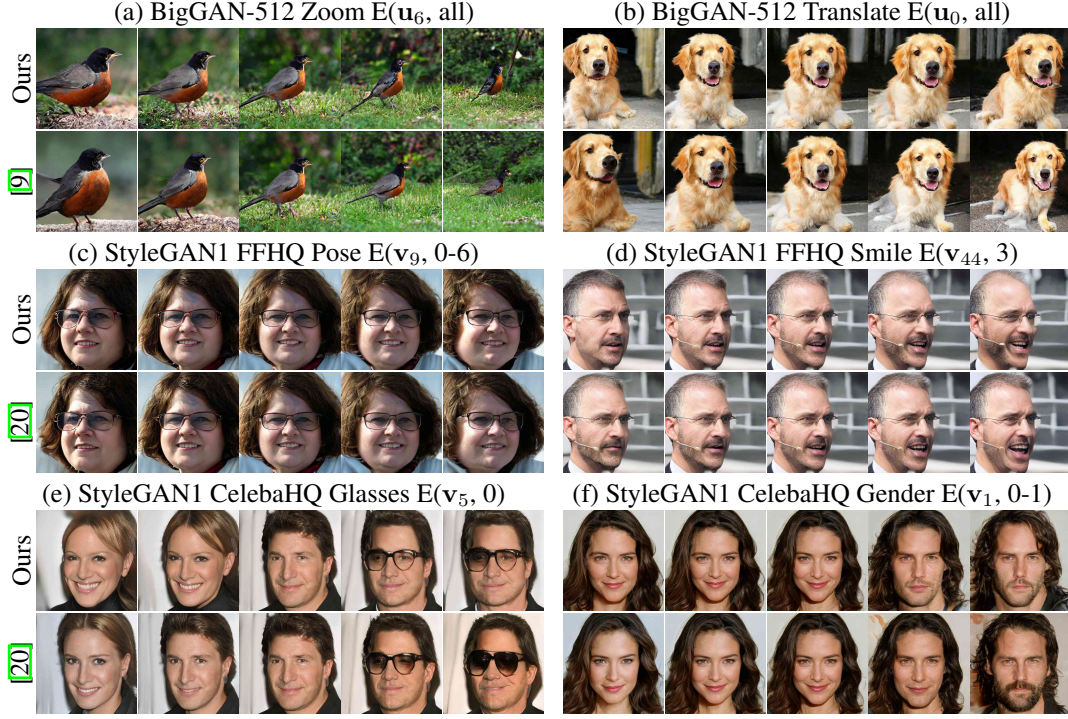 (a) BigGAN-512 Zoom E(u₆, all)
Ours
[9]
(b) BigGAN-512 Translate E(u₀, all)
(c) StyleGAN1 FFHQ Pose E(v₉, 0-6)
Ours
[20]
(d) StyleGAN1 FFHQ Smile E(v₄₄, 3)
(e) StyleGAN1 CelebaHQ Glasses E(v₅, 0)
Ours
[20]
(f) StyleGAN1 CelebaHQ Gender E(v₁, 0-1)